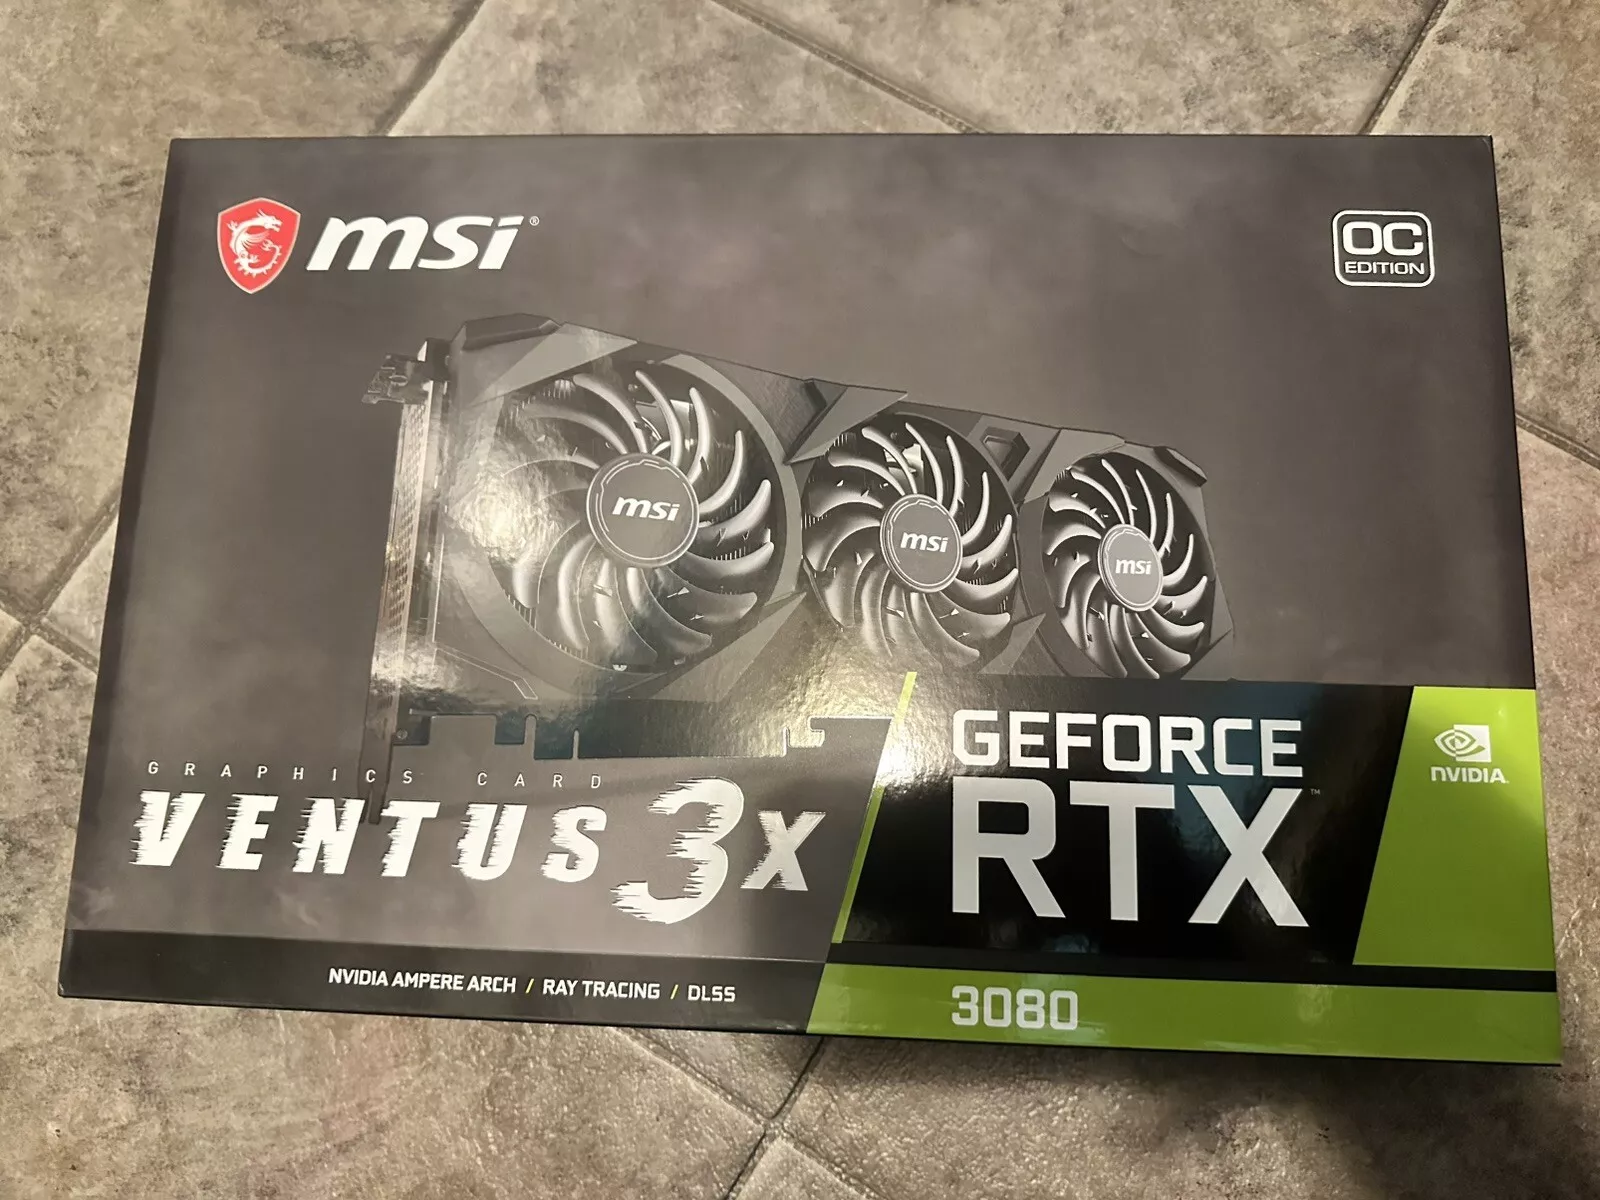 msi®
OC
EDITION
msi
msi
msi
GRAPHICS CARD
VENTUS 3X
GEFORCE
RTX™
NVIDIA
NVIDIA AMPERE ARCH / RAY TRACING / DLSS
3080